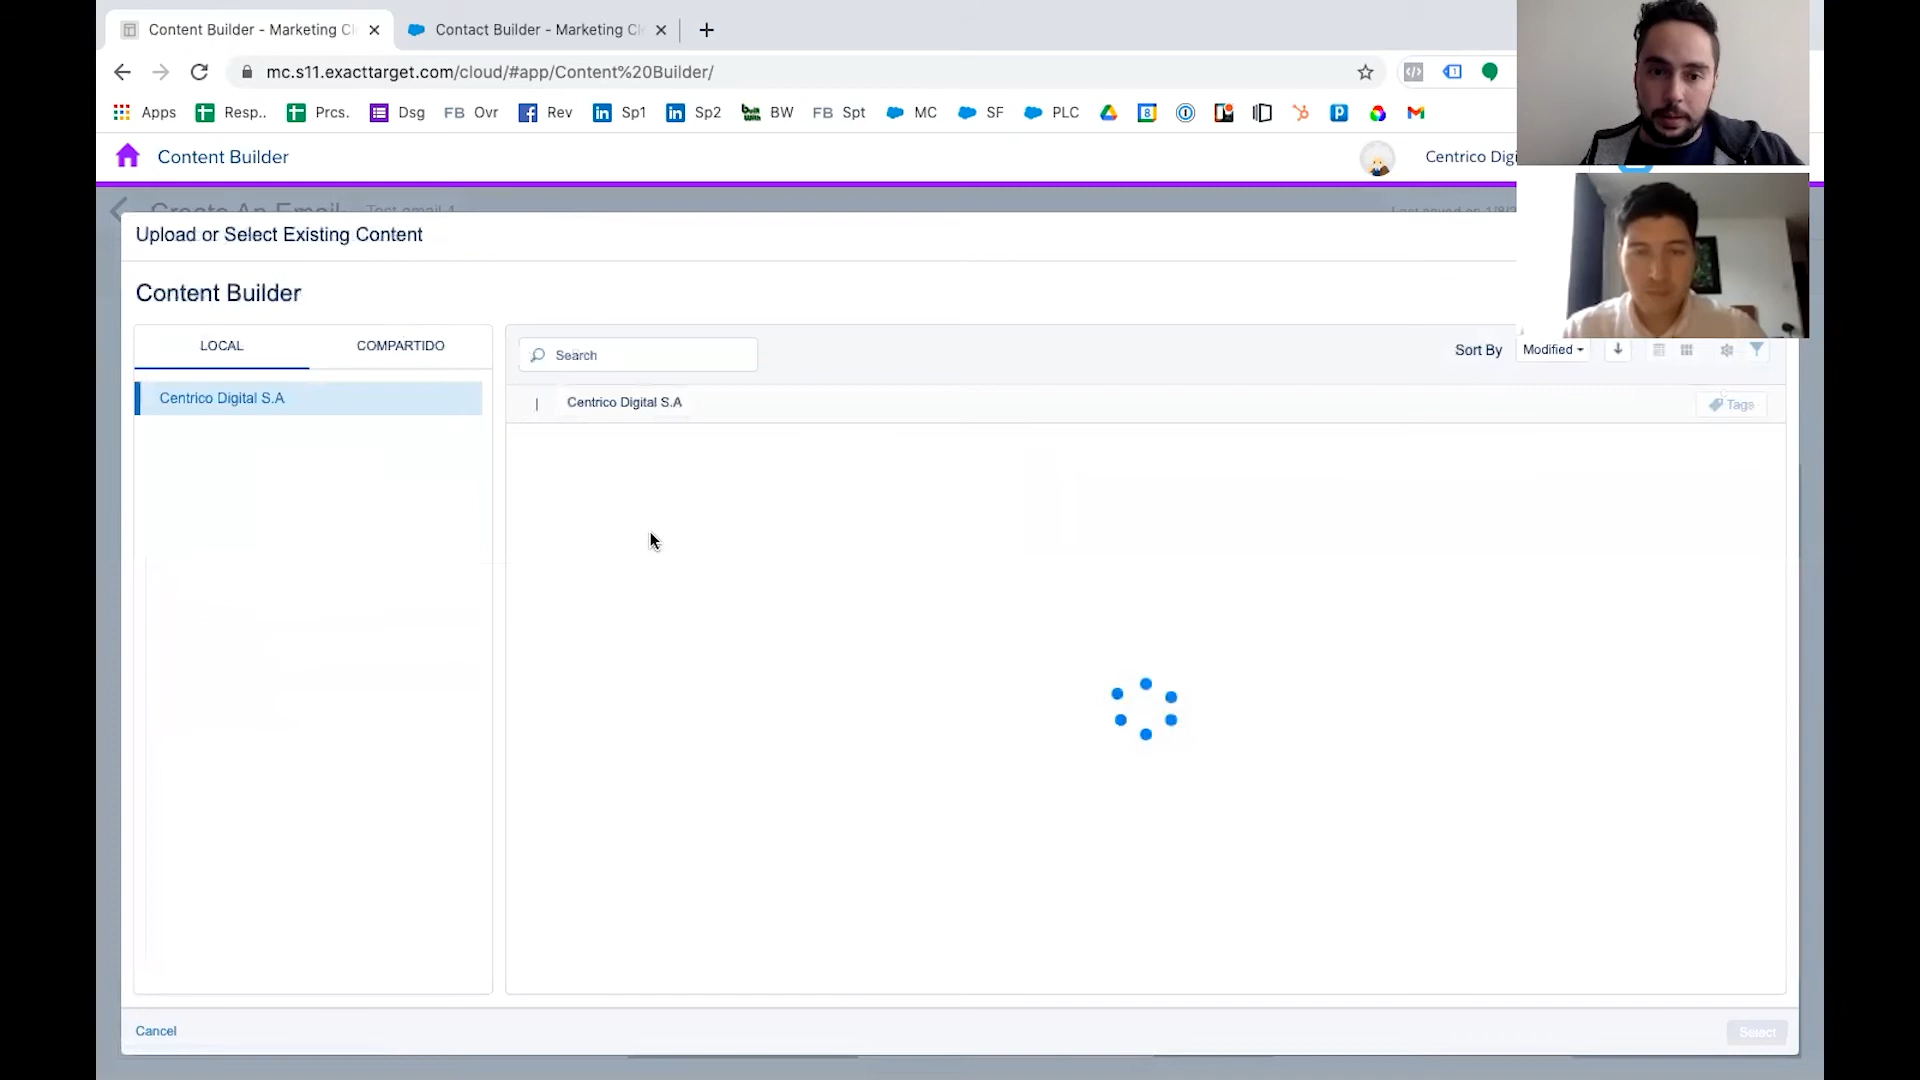 Content Builder - Marketing Cl
Contact Builder - Marketing Cl
mc.s11.exacttarget.com/cloud/#app/Content%20Builder/
Apps Resp.. Prcs. Dsg FB Ovr Rev Sp1 Sp2 BW FB Spt MC SF PLC
Content Builder
Centrico Digi
Create An Email Test email 1
Last saved on 1/8/2
Upload or Select Existing Content
Content Builder
LOCAL COMPARTIDO
Search
Sort By Modified
Centrico Digital S.A
Centrico Digital S.A
Tags
Cancel
Select